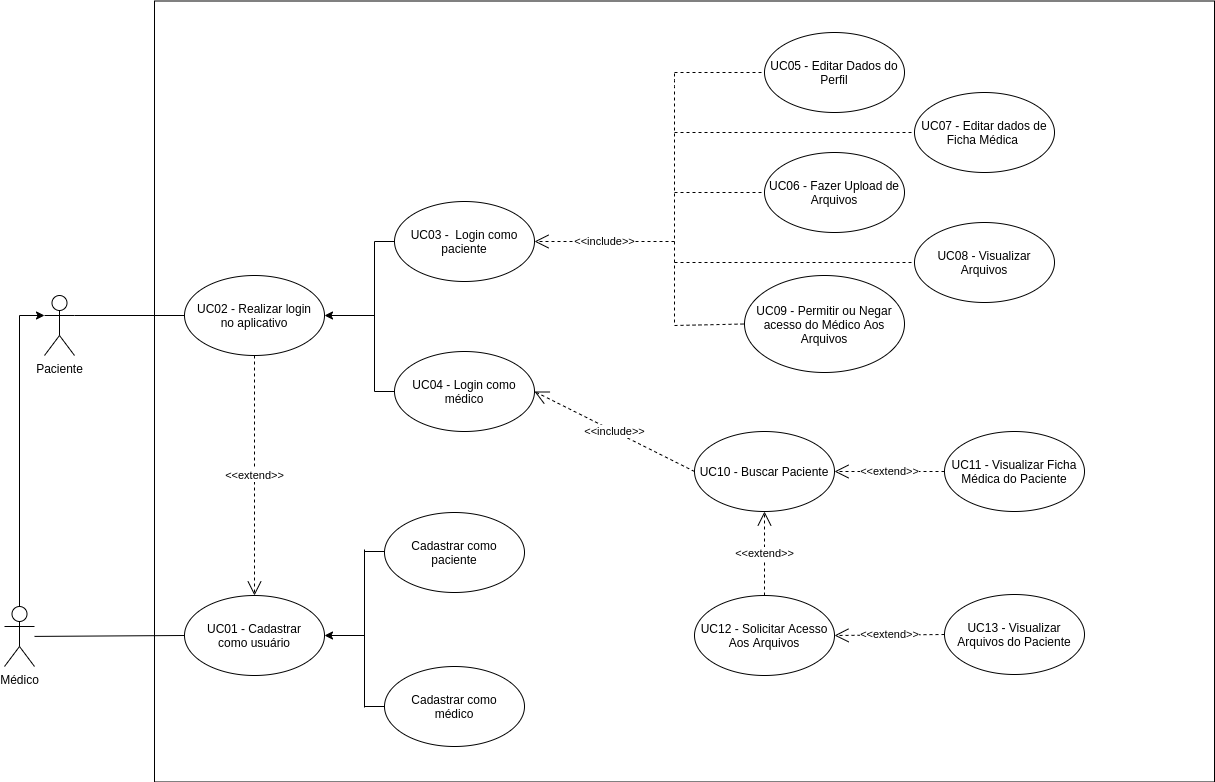 UC05 - Editar Dados do
Perfil
UC07 - Editar dados de
Ficha Médica
UC06 - Fazer Upload de
Arquivos
UC03 - Login como
paciente
<<include>>
UC08 - Visualizar
Arquivos
UC02 - Realizar login
no aplicativo
UC09 - Permitir ou Negar
acesso do Médico Aos
Arquivos
Paciente
UC04 - Login como
médico
<<include>>
UC10 - Buscar Paciente
<<extend>>
UC11 - Visualizar Ficha
Médica do Paciente
<<extend>>
Cadastrar como
paciente
<<extend>>
UC01 - Cadastrar
como usuário
UC12 - Solicitar Acesso
Aos Arquivos
<<extend>>
UC13 - Visualizar
Arquivos do Paciente
Médico
Cadastrar como
médico